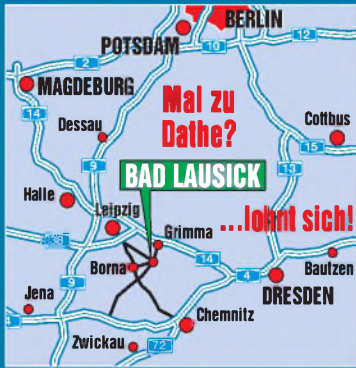 BERLIN
POTSDAM
2
10
12
MAGDEBURG
14
Mal zu
Dathe?
Cottbus
Dessau
15
9
13
BAD LAUSICK
Halle
Leipzig
Grimma
...lohnt sich!
38
14
Borna
Bautzen
4
9
Jena
DRESDEN
4
Chemnitz
Zwickau
72